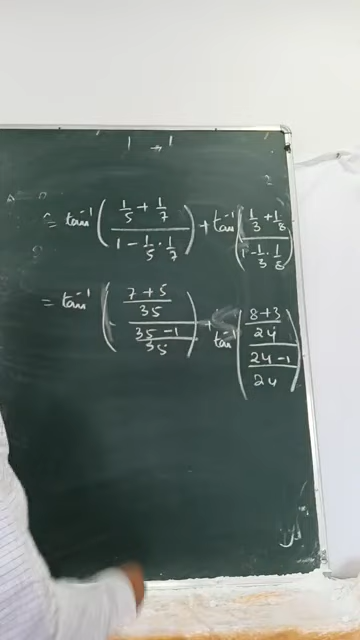 = tan⁻¹( (1/5 + 1/7) / (1 - 1/5 · 1/7) ) + tan⁻¹( (1/3 + 1/8) / (1 - 1/3 · 1/8) )
= tan⁻¹( ((7+5)/35) / ((35-1)/35) ) + tan⁻¹( ((8+3)/24) / ((24-1)/24) )